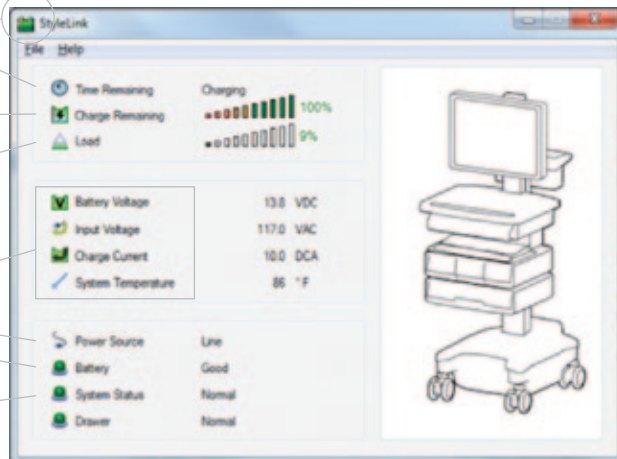 StyleLink
File Help
Time Remaining Charging
Charge Remaining 100%
Load 9%
Battery Voltage 13.8 VDC
Input Voltage 117.0 VAC
Charge Current 10.0 DCA
System Temperature 86 °F
Power Source Line
Battery Good
System Status Normal
Drawer Normal